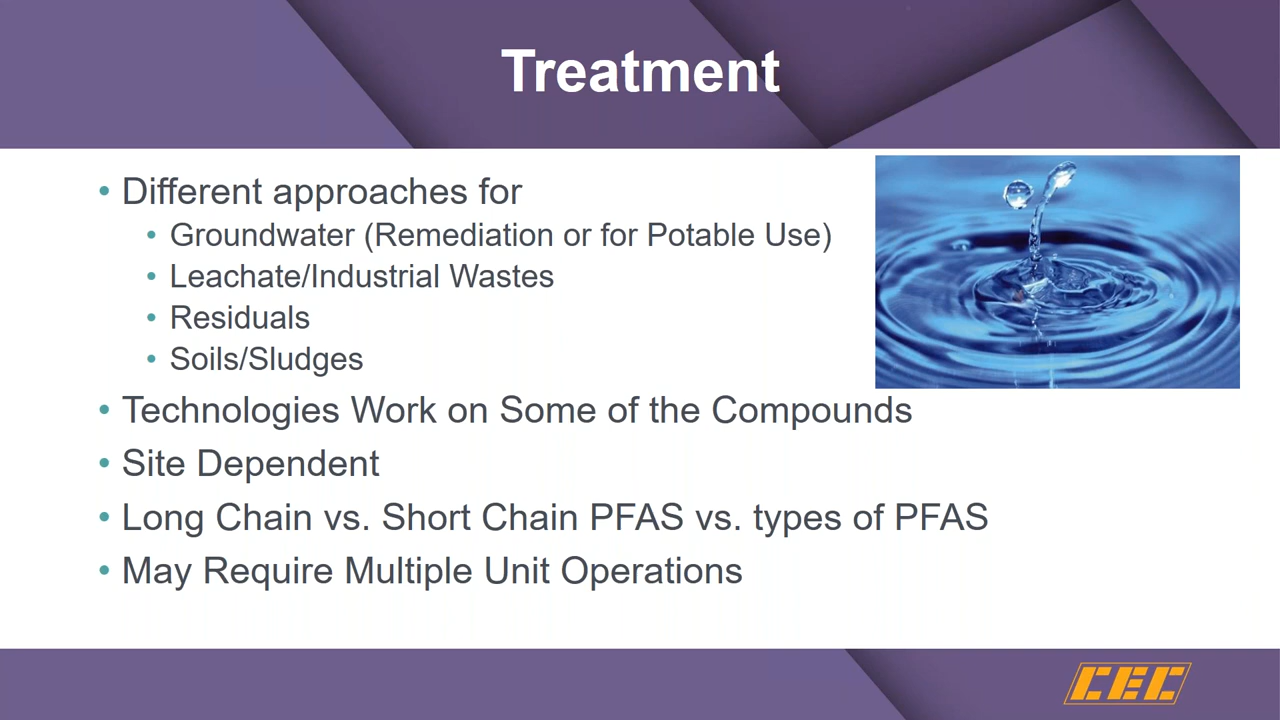 Treatment
• Different approaches for
• Groundwater (Remediation or for Potable Use)
• Leachate/Industrial Wastes
• Residuals
• Soils/Sludges
• Technologies Work on Some of the Compounds
• Site Dependent
• Long Chain vs. Short Chain PFAS vs. types of PFAS
• May Require Multiple Unit Operations
CEC